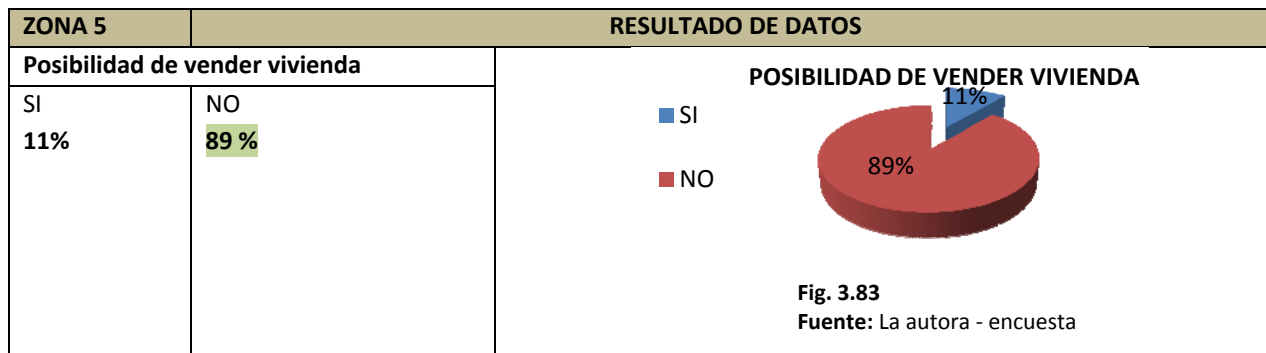 ZONA 5
RESULTADO DE DATOS
Posibilidad de vender vivienda
SI
NO
11%
89 %
POSIBILIDAD DE VENDER VIVIENDA
11%
SI
89%
NO
Fig. 3.83
Fuente: La autora - encuesta